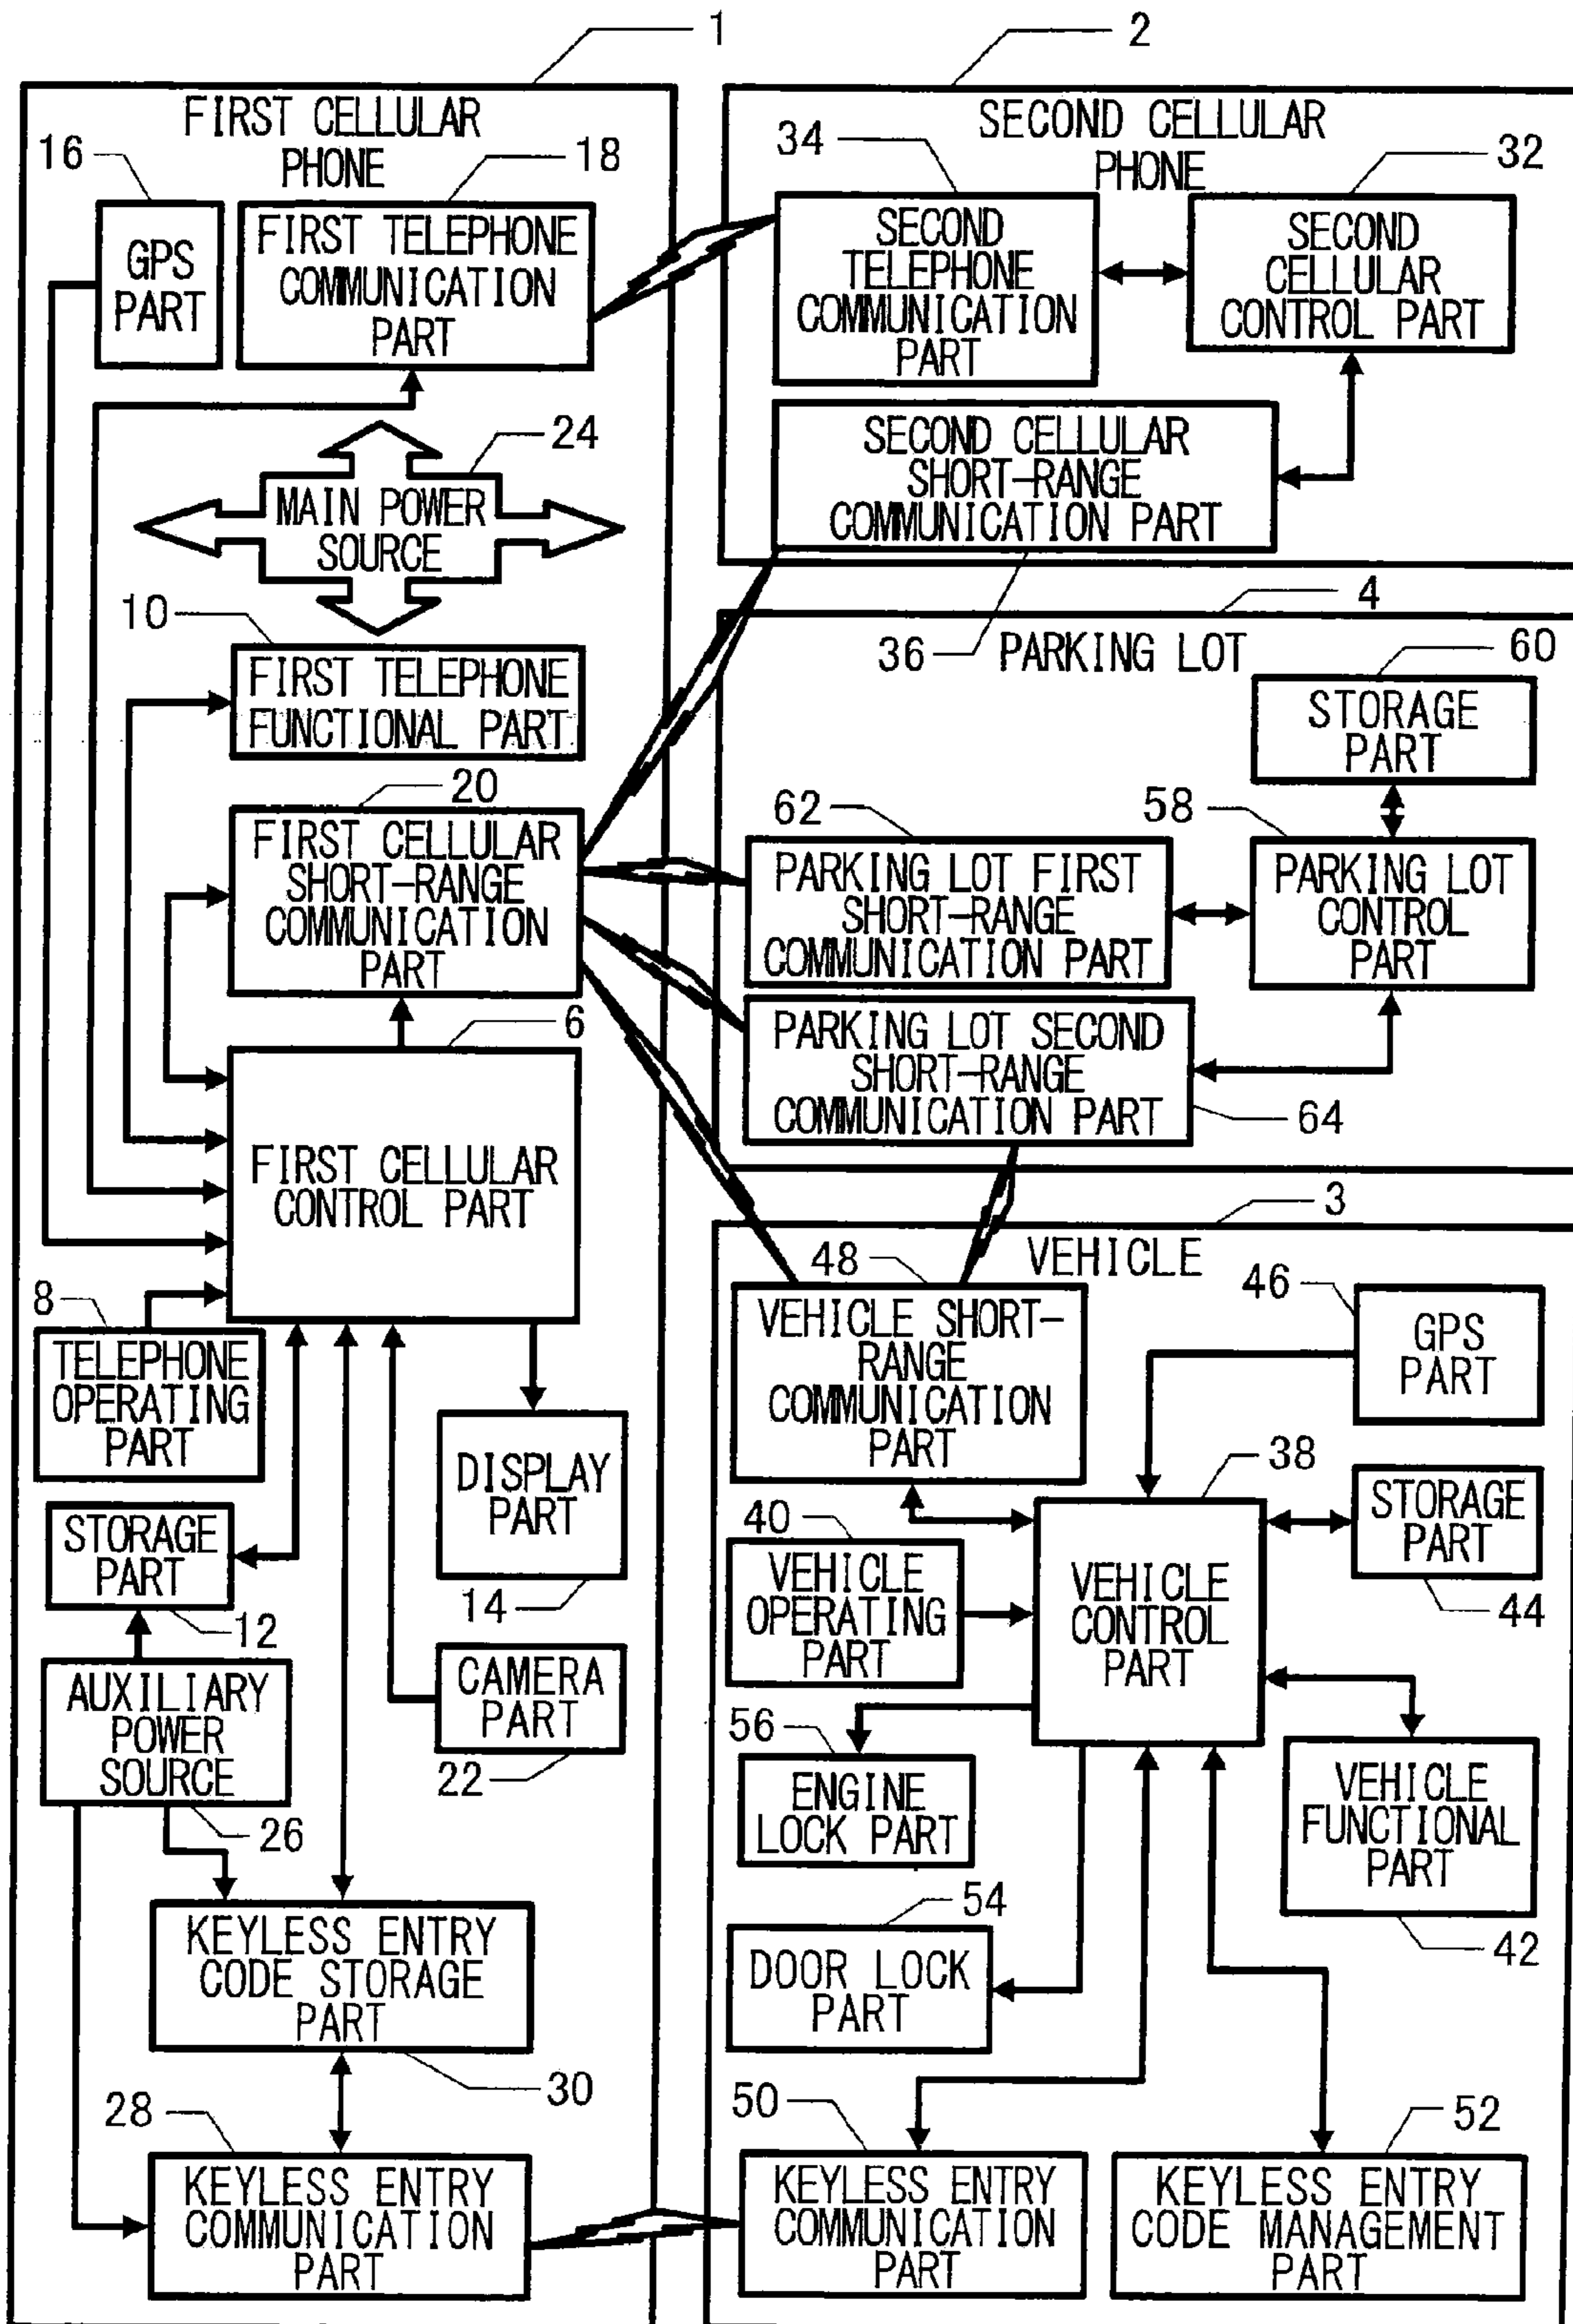 1
FIRST CELLULAR
PHONE
16
18
GPS
PART
FIRST TELEPHONE
COMMUNICATION
PART
24
MAIN POWER
SOURCE
10
FIRST TELEPHONE
FUNCTIONAL PART
20
FIRST CELLULAR
SHORT-RANGE
COMMUNICATION
PART
6
FIRST CELLULAR
CONTROL PART
8
TELEPHONE
OPERATING
PART
STORAGE
PART
12
DISPLAY
PART
14
AUXILIARY
POWER
SOURCE
26
CAMERA
PART
22
KEYLESS ENTRY
CODE STORAGE
PART
30
28
KEYLESS ENTRY
COMMUNICATION
PART
2
SECOND CELLULAR
PHONE
34
32
SECOND
TELEPHONE
COMMUNICATION
PART
SECOND
CELLULAR
CONTROL PART
SECOND CELLULAR
SHORT-RANGE
COMMUNICATION PART
36
4
PARKING LOT
60
STORAGE
PART
62
58
PARKING LOT FIRST
SHORT-RANGE
COMMUNICATION PART
PARKING LOT
CONTROL
PART
PARKING LOT SECOND
SHORT-RANGE
COMMUNICATION PART
64
3
VEHICLE
48
46
VEHICLE SHORT-
RANGE
COMMUNICATION
PART
GPS
PART
38
40
VEHICLE
OPERATING
PART
VEHICLE
CONTROL
PART
STORAGE
PART
44
56
ENGINE
LOCK PART
VEHICLE
FUNCTIONAL
PART
42
54
DOOR LOCK
PART
50
52
KEYLESS ENTRY
COMMUNICATION
PART
KEYLESS ENTRY
CODE MANAGEMENT
PART